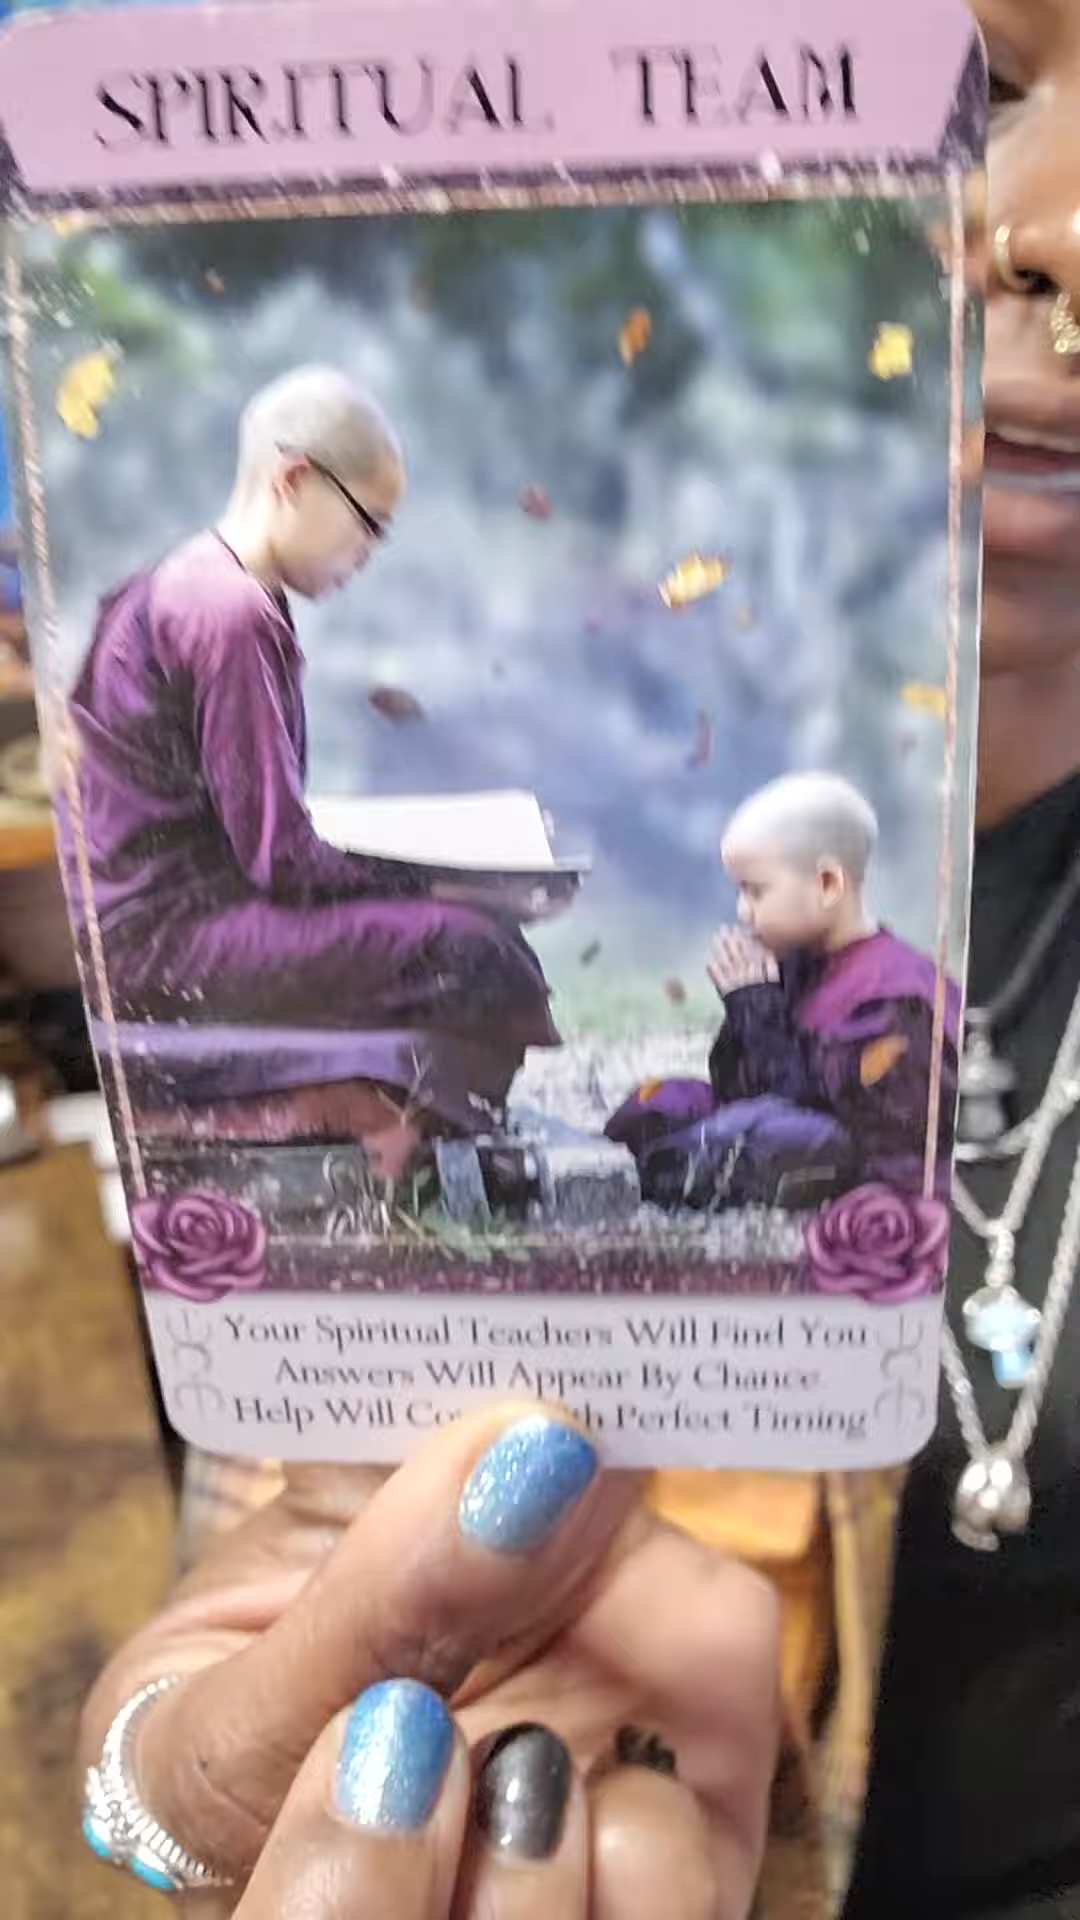 SPIRITUAL TEAM
Your Spiritual Teachers Will Find You
Answers Will Appear By Chance
Help Will Perfect Timing